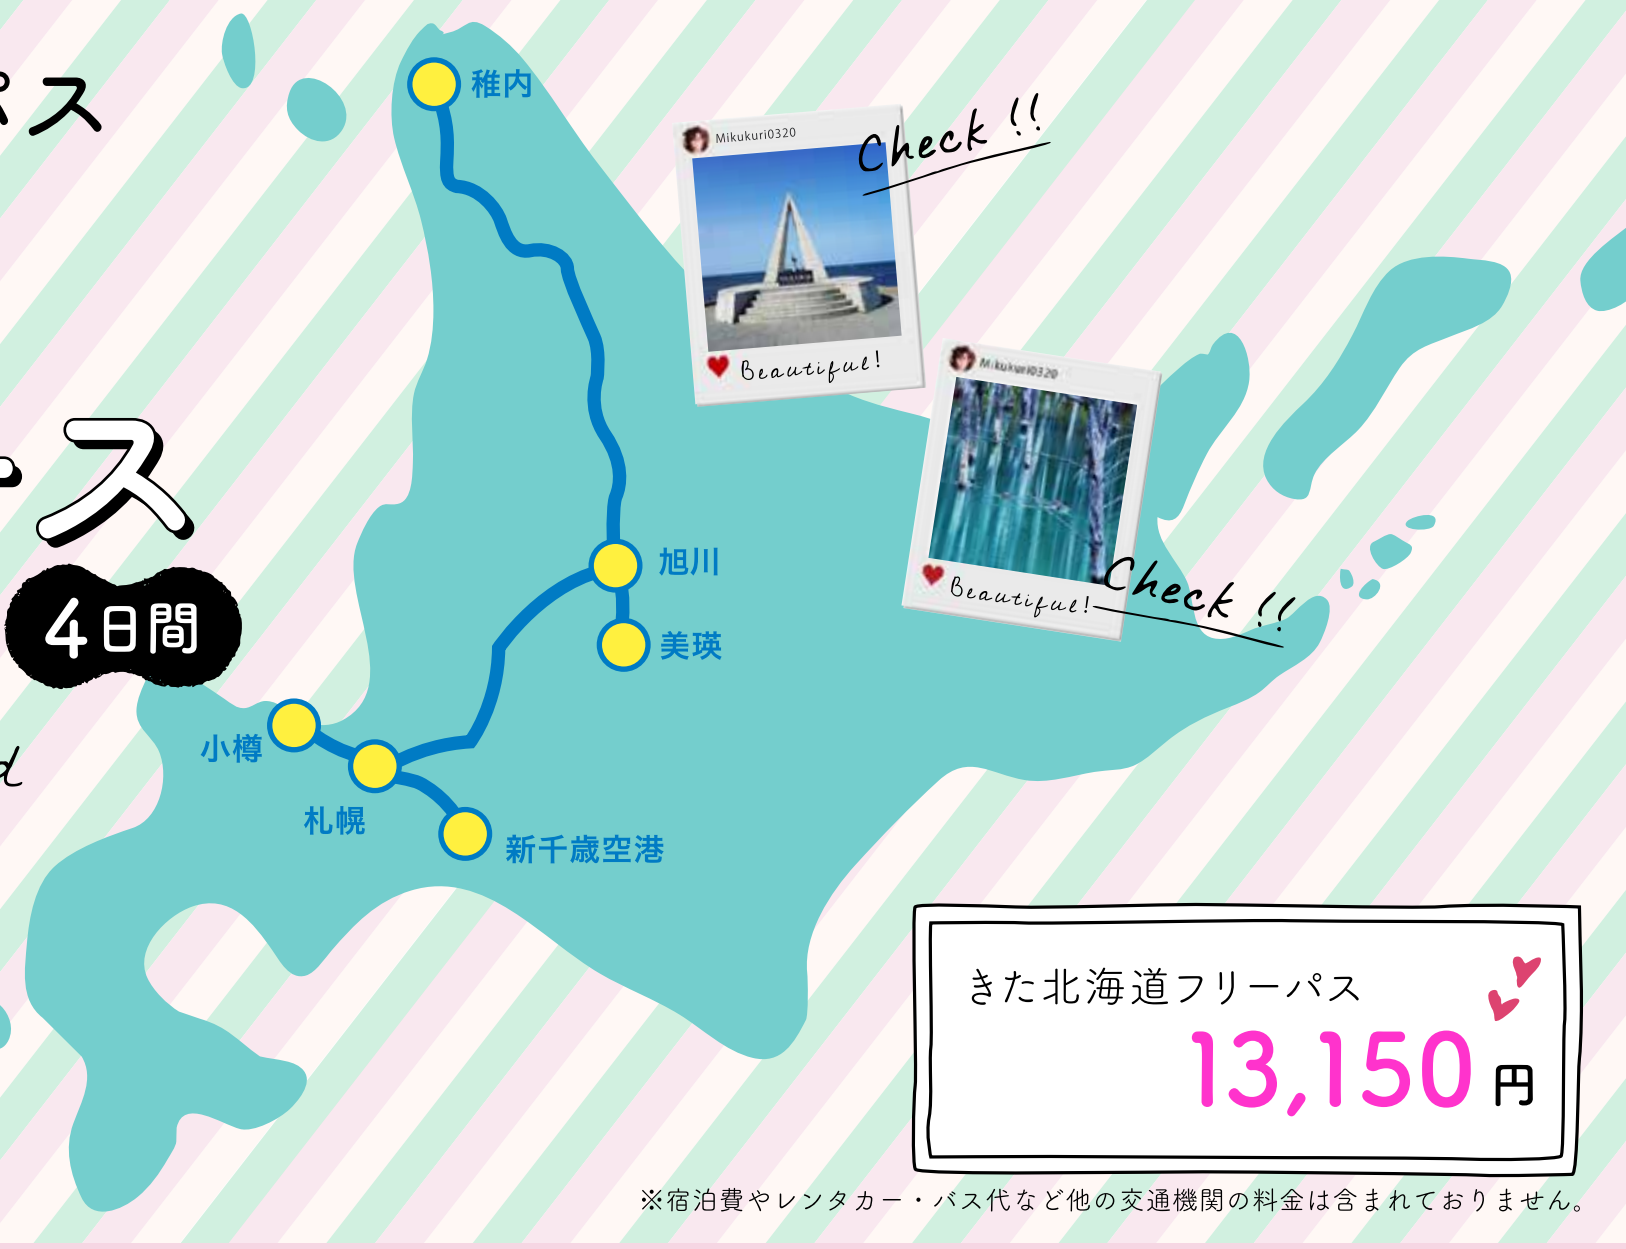 パス
稚内
Mikukuri0320
Check !!
Beautiful!
Mikukuri0320
Beautiful!
Check !!
ース
4日間
旭川
美瑛
小樽
d
札幌
新千歳空港
きた北海道フリーパス
13,150円
※宿泊費やレンタカー・バス代など他の交通機関の料金は含まれておりません。